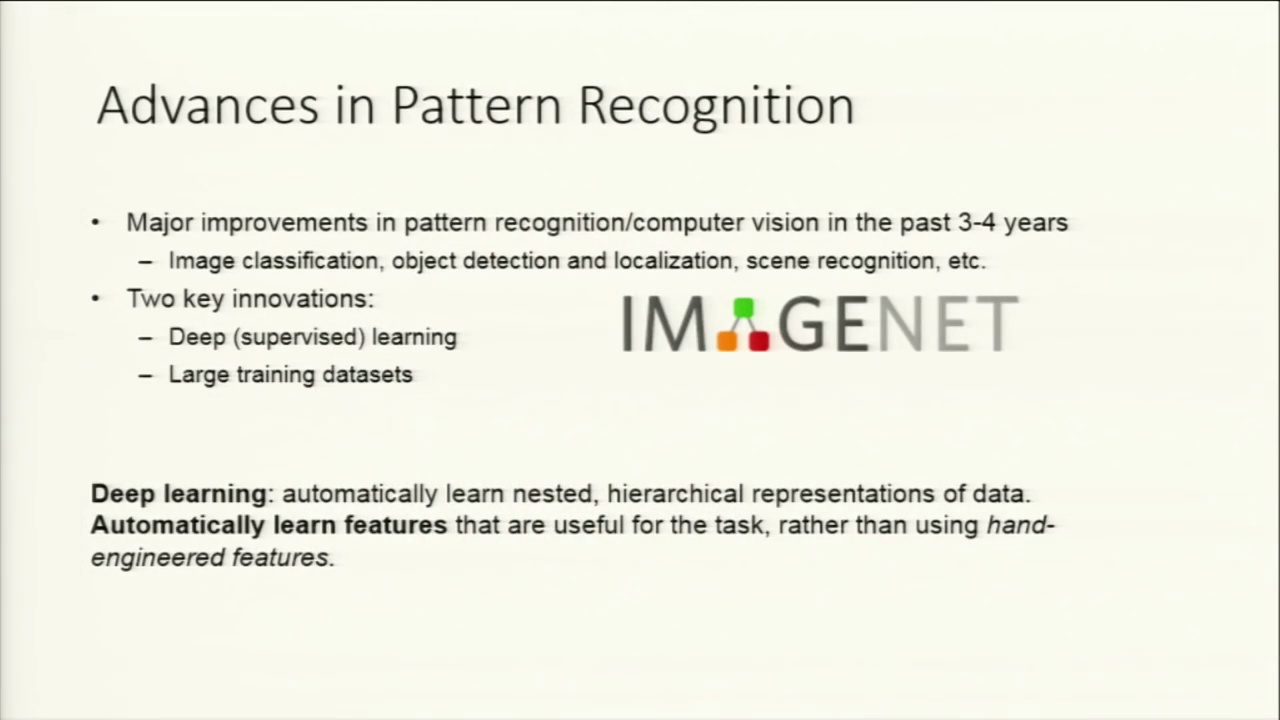 Advances in Pattern Recognition
• Major improvements in pattern recognition/computer vision in the past 3-4 years
– Image classification, object detection and localization, scene recognition, etc.
• Two key innovations:
– Deep (supervised) learning
– Large training datasets
IMAGENET
Deep learning: automatically learn nested, hierarchical representations of data.
Automatically learn features that are useful for the task, rather than using hand-
engineered features.